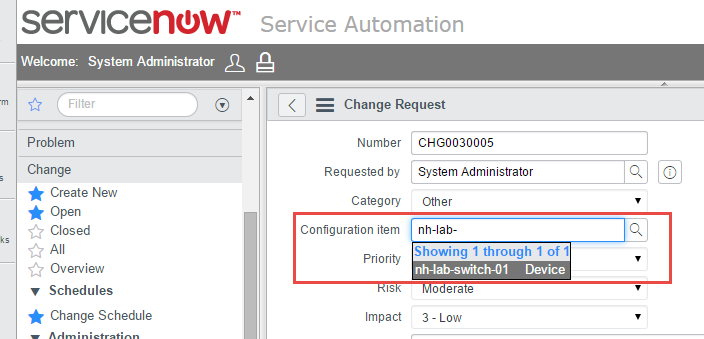 servicenow™ Service Automation
Welcome: System Administrator
Filter
Problem
Change
Create New
Open
Closed
All
Overview
Schedules
Change Schedule
Administration
Change Request
Number CHG0030005
Requested by System Administrator
Category Other
Configuration item nh-lab-
Showing 1 through 1 of 1
nh-lab-switch-01 Device
Priority
Risk Moderate
Impact 3 - Low